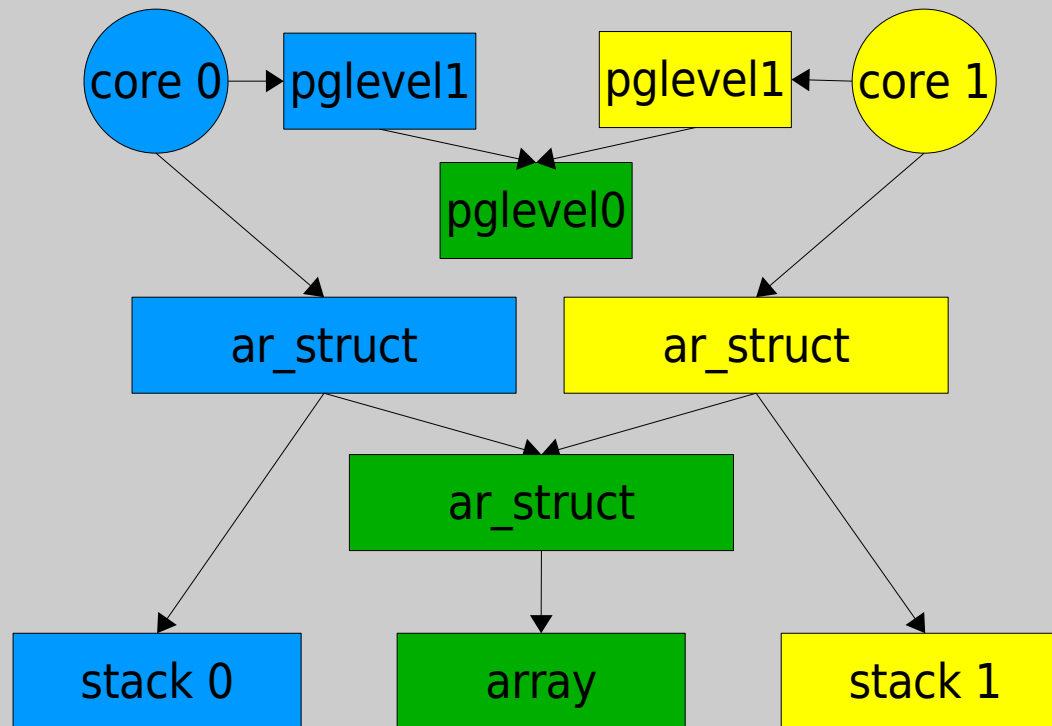 core 0
pglevel1
pglevel1
core 1
pglevel0
ar_struct
ar_struct
ar_struct
stack 0
array
stack 1